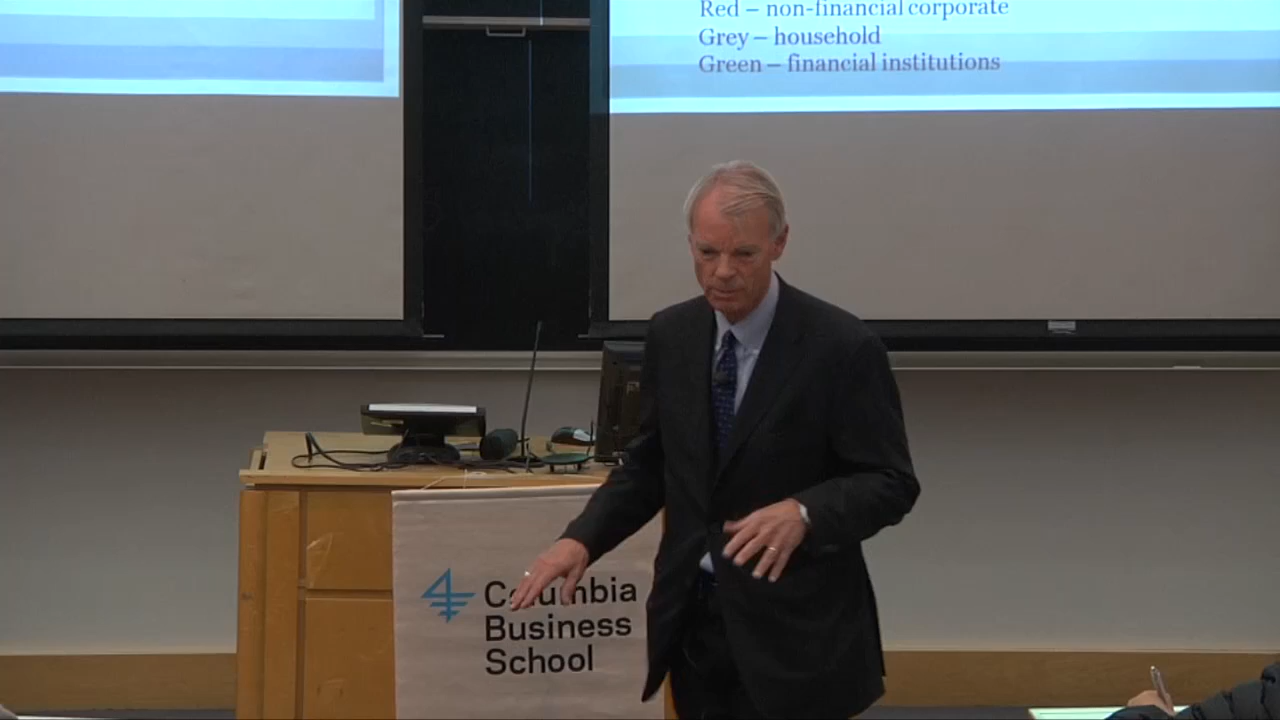 Red – non-financial corporate
Grey – household
Green – financial institutions
Columbia
Business
School